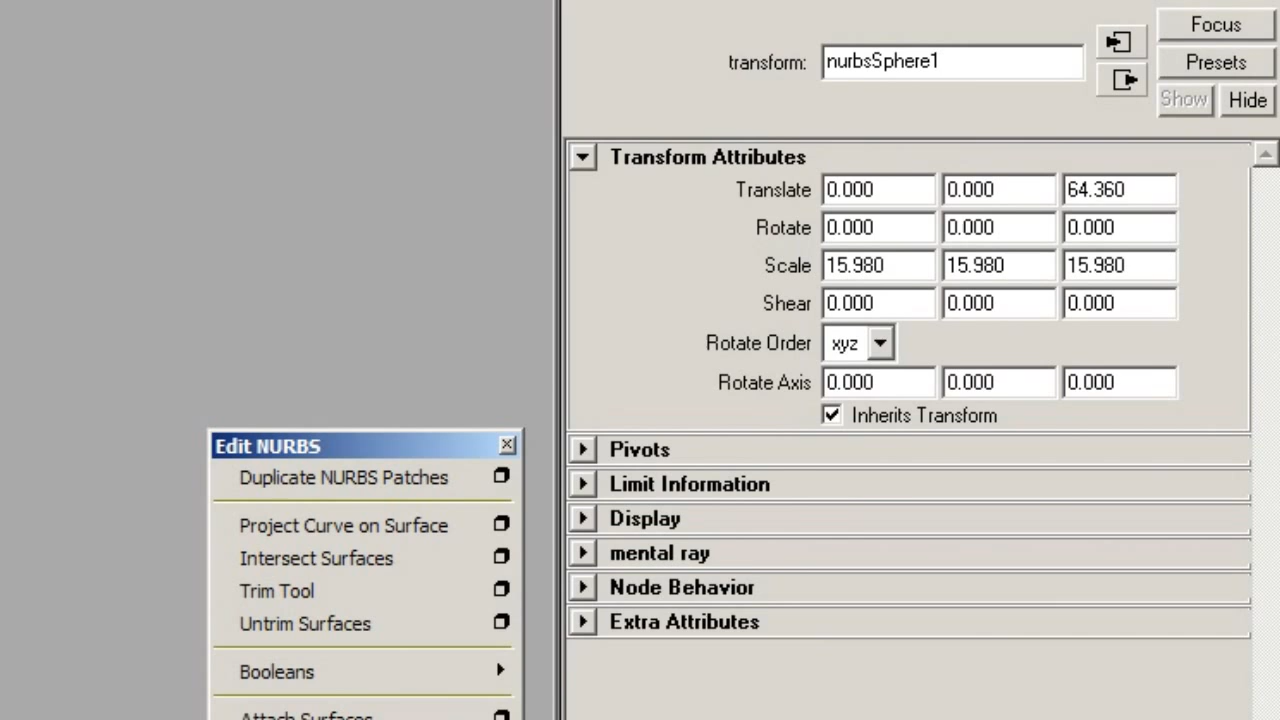 Focus
transform: nurbsSphere1
Presets
Show Hide
Transform Attributes
Translate 0.000 0.000 64.360
Rotate 0.000 0.000 0.000
Scale 15.980 15.980 15.980
Shear 0.000 0.000 0.000
Rotate Order xyz
Rotate Axis 0.000 0.000 0.000
Inherits Transform
Pivots
Limit Information
Display
mental ray
Node Behavior
Extra Attributes
Edit NURBS
Duplicate NURBS Patches
Project Curve on Surface
Intersect Surfaces
Trim Tool
Untrim Surfaces
Booleans
Attach Surfaces